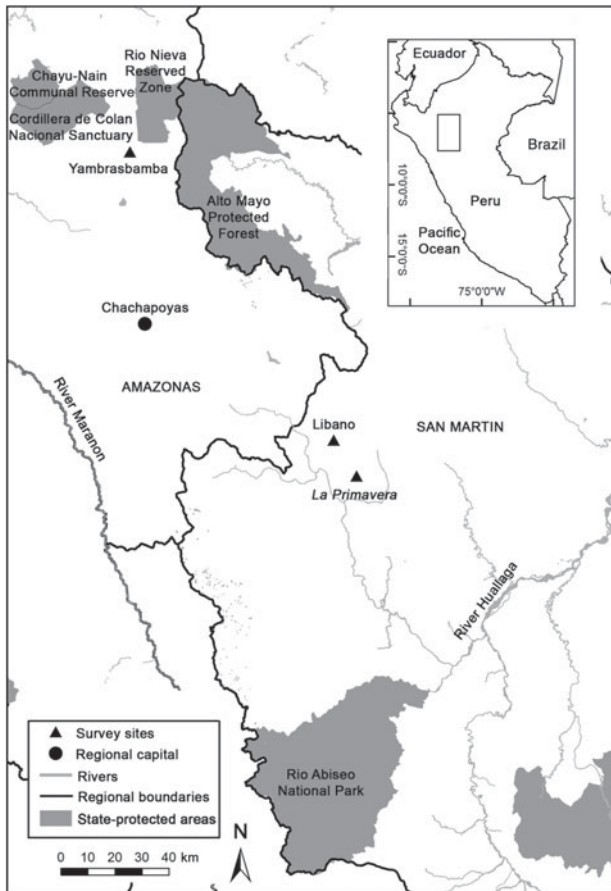 Chayu-Nain
Communal Reserve
Rio Nieva
Reserved
Zone
Cordillera de Colan
Nacional Sanctuary
Yambrasbamba
Alto Mayo
Protected
Forest
Ecuador
Brazil
Peru
Pacific
Ocean
10°0'0"S
15°0'0"S
75°0'0"W
Chachapoyas
AMAZONAS
River Maranon
Libano
SAN MARTIN
La Primavera
River Huallaga
Rio Abiseo
National Park
Survey sites
Regional capital
Rivers
Regional boundaries
State-protected areas
0 10 20 30 40 km
N